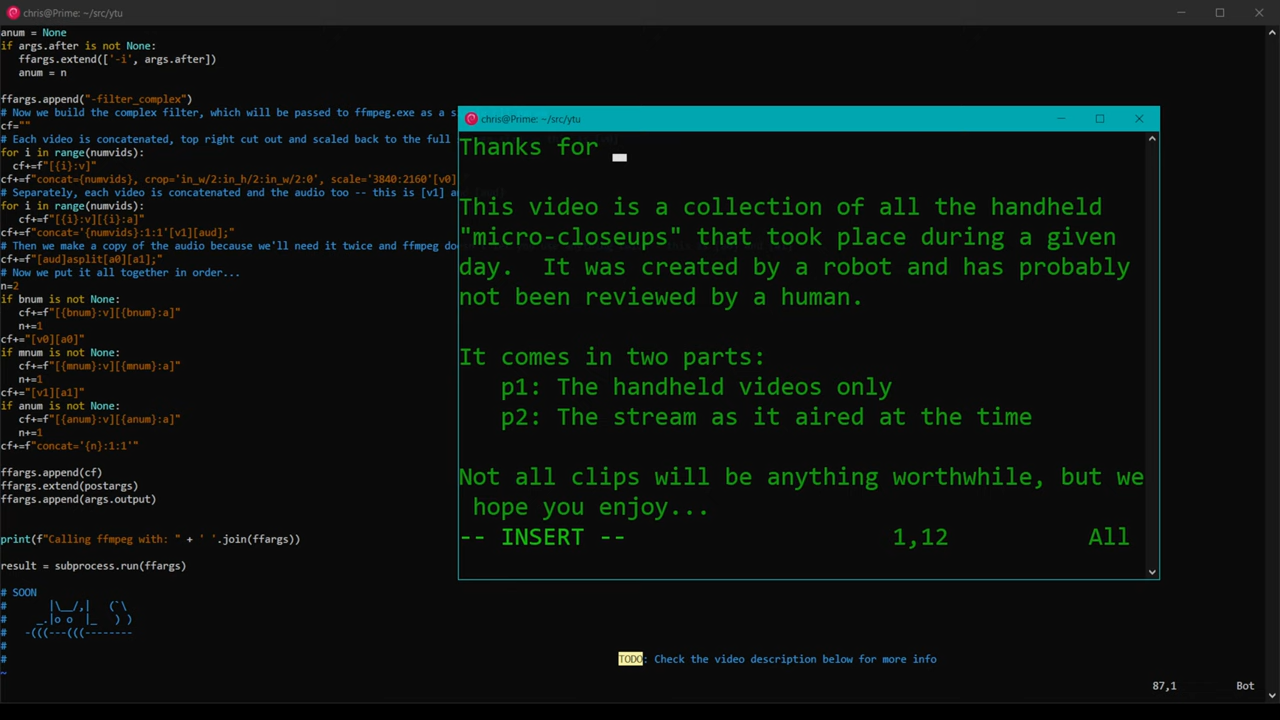 chris@Prime: ~/src/ytu
anum = None
if args.after is not None:
   ffargs.extend(['-i', args.after])
   anum = n
ffargs.append("-filter_complex")
# Now we build the complex filter, which will be passed to ffmpeg.exe as a s
cf=""
# Each video is concatenated, top right cut out and scaled back to the full
for i in range(numvids):
  cf+=f"[{i}:v]"
cf+=f"concat={numvids}, crop='in_w/2:in_h/2:in_w/2:0', scale='3840:2160'[v0]
# Separately, each video is concatenated and the audio too -- this is [v1] a
for i in range(numvids):
   cf+=f"[{i}:v][{i}:a]"
cf+=f"concat='{numvids}:1:1'[v1][aud];"
# Then we make a copy of the audio because we'll need it twice and ffmpeg do
cf+=f"[aud]asplit[a0][a1];"
# Now we put it all together in order...
n=2
if bnum is not None:
   cf+=f"[{bnum}:v][{bnum}:a]"
   n+=1
cf+="[v0][a0]"
if mnum is not None:
   cf+=f"[{mnum}:v][{mnum}:a]"
   n+=1
cf+="[v1][a1]"
if anum is not None:
   cf+=f"[{anum}:v][{anum}:a]"
   n+=1
cf+=f"concat='{n}:1:1'"
ffargs.append(cf)
ffargs.extend(postargs)
ffargs.append(args.output)
print(f"Calling ffmpeg with: " + ' '.join(ffargs))
result = subprocess.run(ffargs)
# SOON
#      |\__/,|   (`\
#    _.|o o  |_   ) )
#   -(((---(((--------
#
#
~
chris@Prime: ~/src/ytu
Thanks for
This video is a collection of all the handheld
"micro-closeups" that took place during a given
day.  It was created by a robot and has probably
not been reviewed by a human.
It comes in two parts:
   p1: The handheld videos only
   p2: The stream as it aired at the time
Not all clips will be anything worthwhile, but we
 hope you enjoy...
-- INSERT -- 1,12 All
TODO: Check the video description below for more info
87,1 Bot